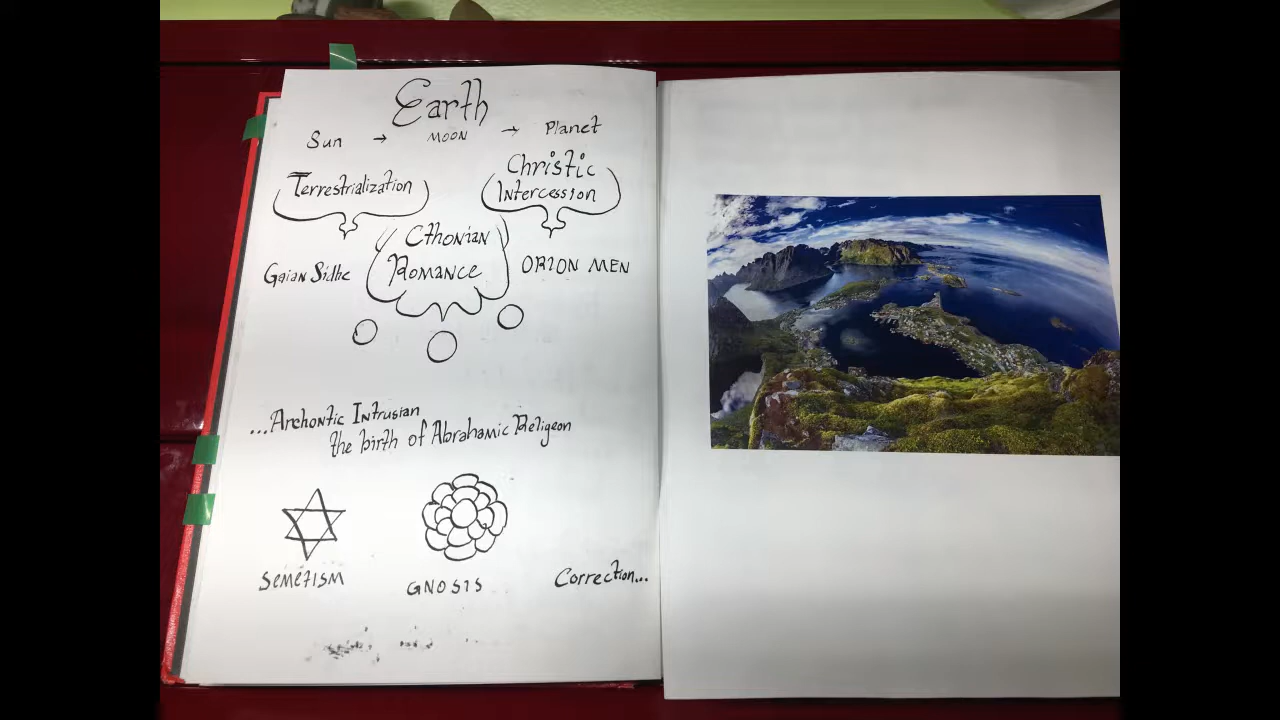 Earth
Sun → MOON → Planet
Terrestrialization
Christic
Intercession
Cthonian
Romance
Gaian
ORION MEN
...Archontic Intrusian
the birth of Abrahamic Religeon
SEMETISM
GNOSIS
Correction...